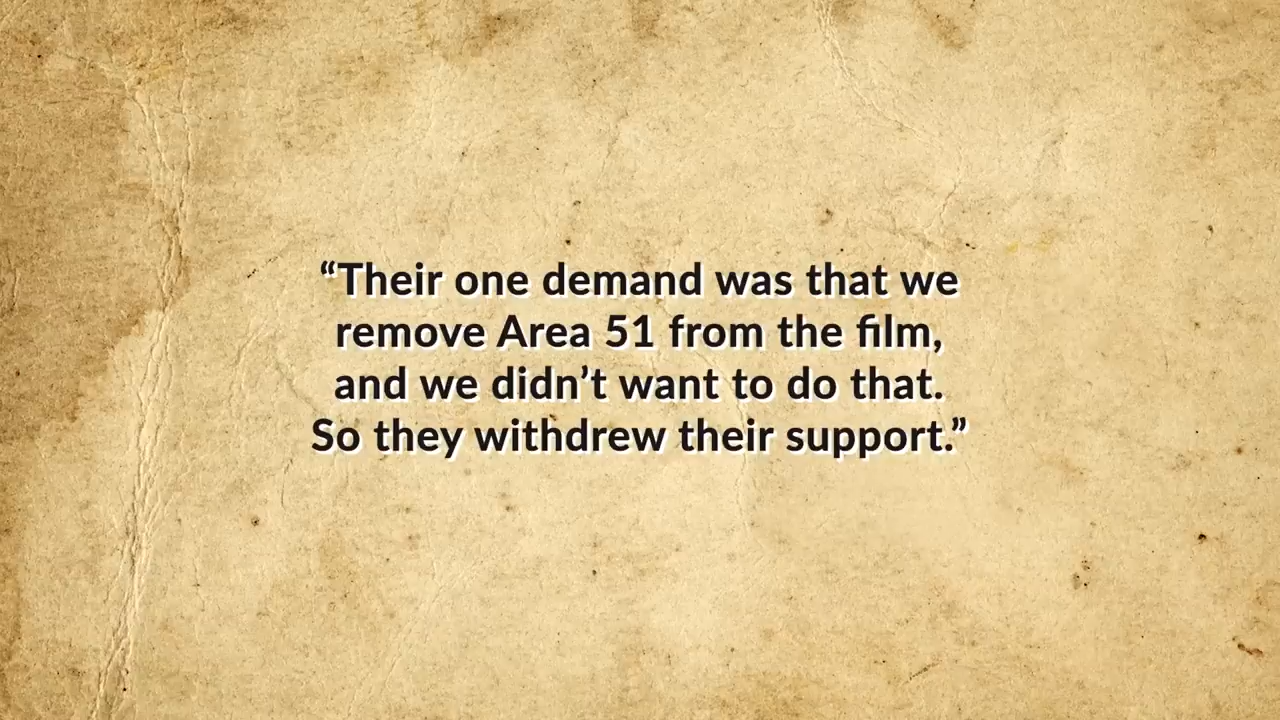 “Their one demand was that we
remove Area 51 from the film,
and we didn’t want to do that.
So they withdrew their support.”